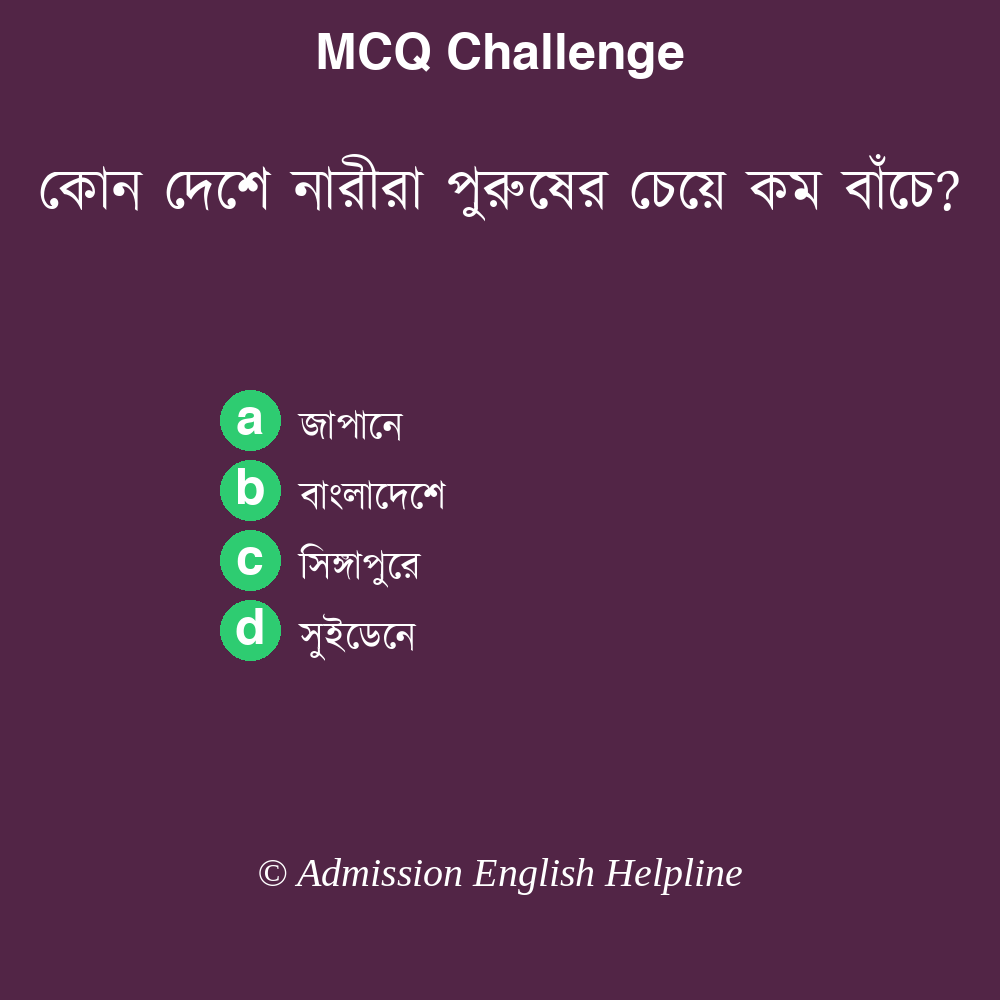 MCQ Challenge
কোন দেশে নারীরা পুরুষের চেয়ে কম বাঁচে?
a জাপানে
b বাংলাদেশে
c সিঙ্গাপুরে
d সুইডেনে
© Admission English Helpline